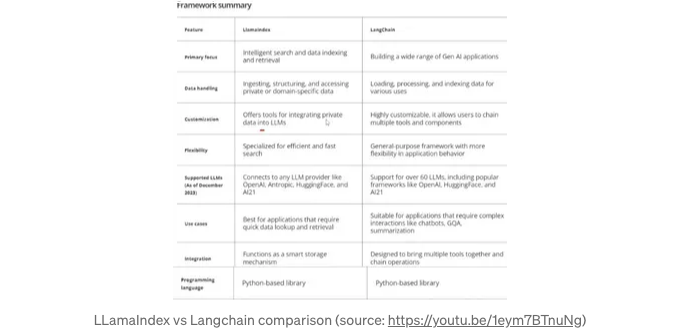 Framework summary
Feature
LlamaIndex
LangChain
Primary focus
Intelligent search and data indexing
and retrieval
Building a wide range of Gen AI applications
Data handling
Ingesting, structuring, and accessing
private or domain-specific data
Loading, processing, and indexing data for
various uses
Customization
Offers tools for integrating private
data into LLMs
Highly customizable, it allows users to chain
multiple tools and components
Flexibility
Specialized for efficient and fast
search
General-purpose framework with more
flexibility in application behavior
Supported LLMs
(As of December
2023)
Connects to any LLM provider like
OpenAI, Antropic, HuggingFace, and
AI21
Support for over 60 LLMs, including popular
frameworks like OpenAI, HuggingFace, and
AI21
Use cases
Best for applications that require
quick data lookup and retrieval
Suitable for applications that require complex
interactions like chatbots, GQA,
summarization
Integration
Functions as a smart storage
mechanism
Designed to bring multiple tools together and
chain operations
Programming
language
Python-based library
Python-based library
LLamaIndex vs Langchain comparison (source: https://youtu.be/1eym7BTnuNg)